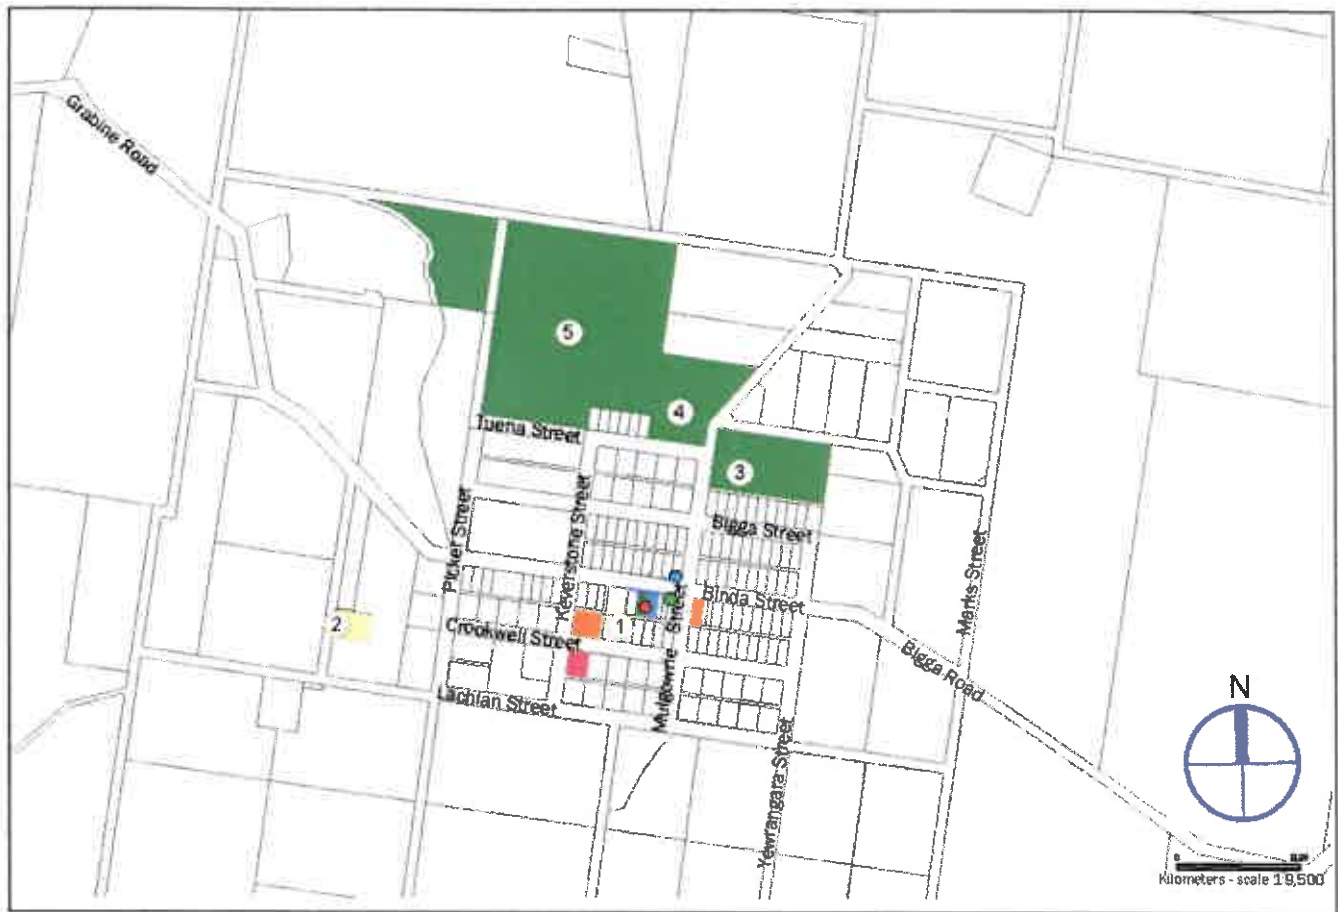 Grabine Road
5
4
Tuena Street
3
Bigga Street
Keverstone Street
Picker Street
Marks Street
Binda Street
1
2
Crookwell Street
Mulgowrie Street
Bigga Road
Lachlan Street
N
Yewrangara Street
0
Kilometers - scale 1:9,500